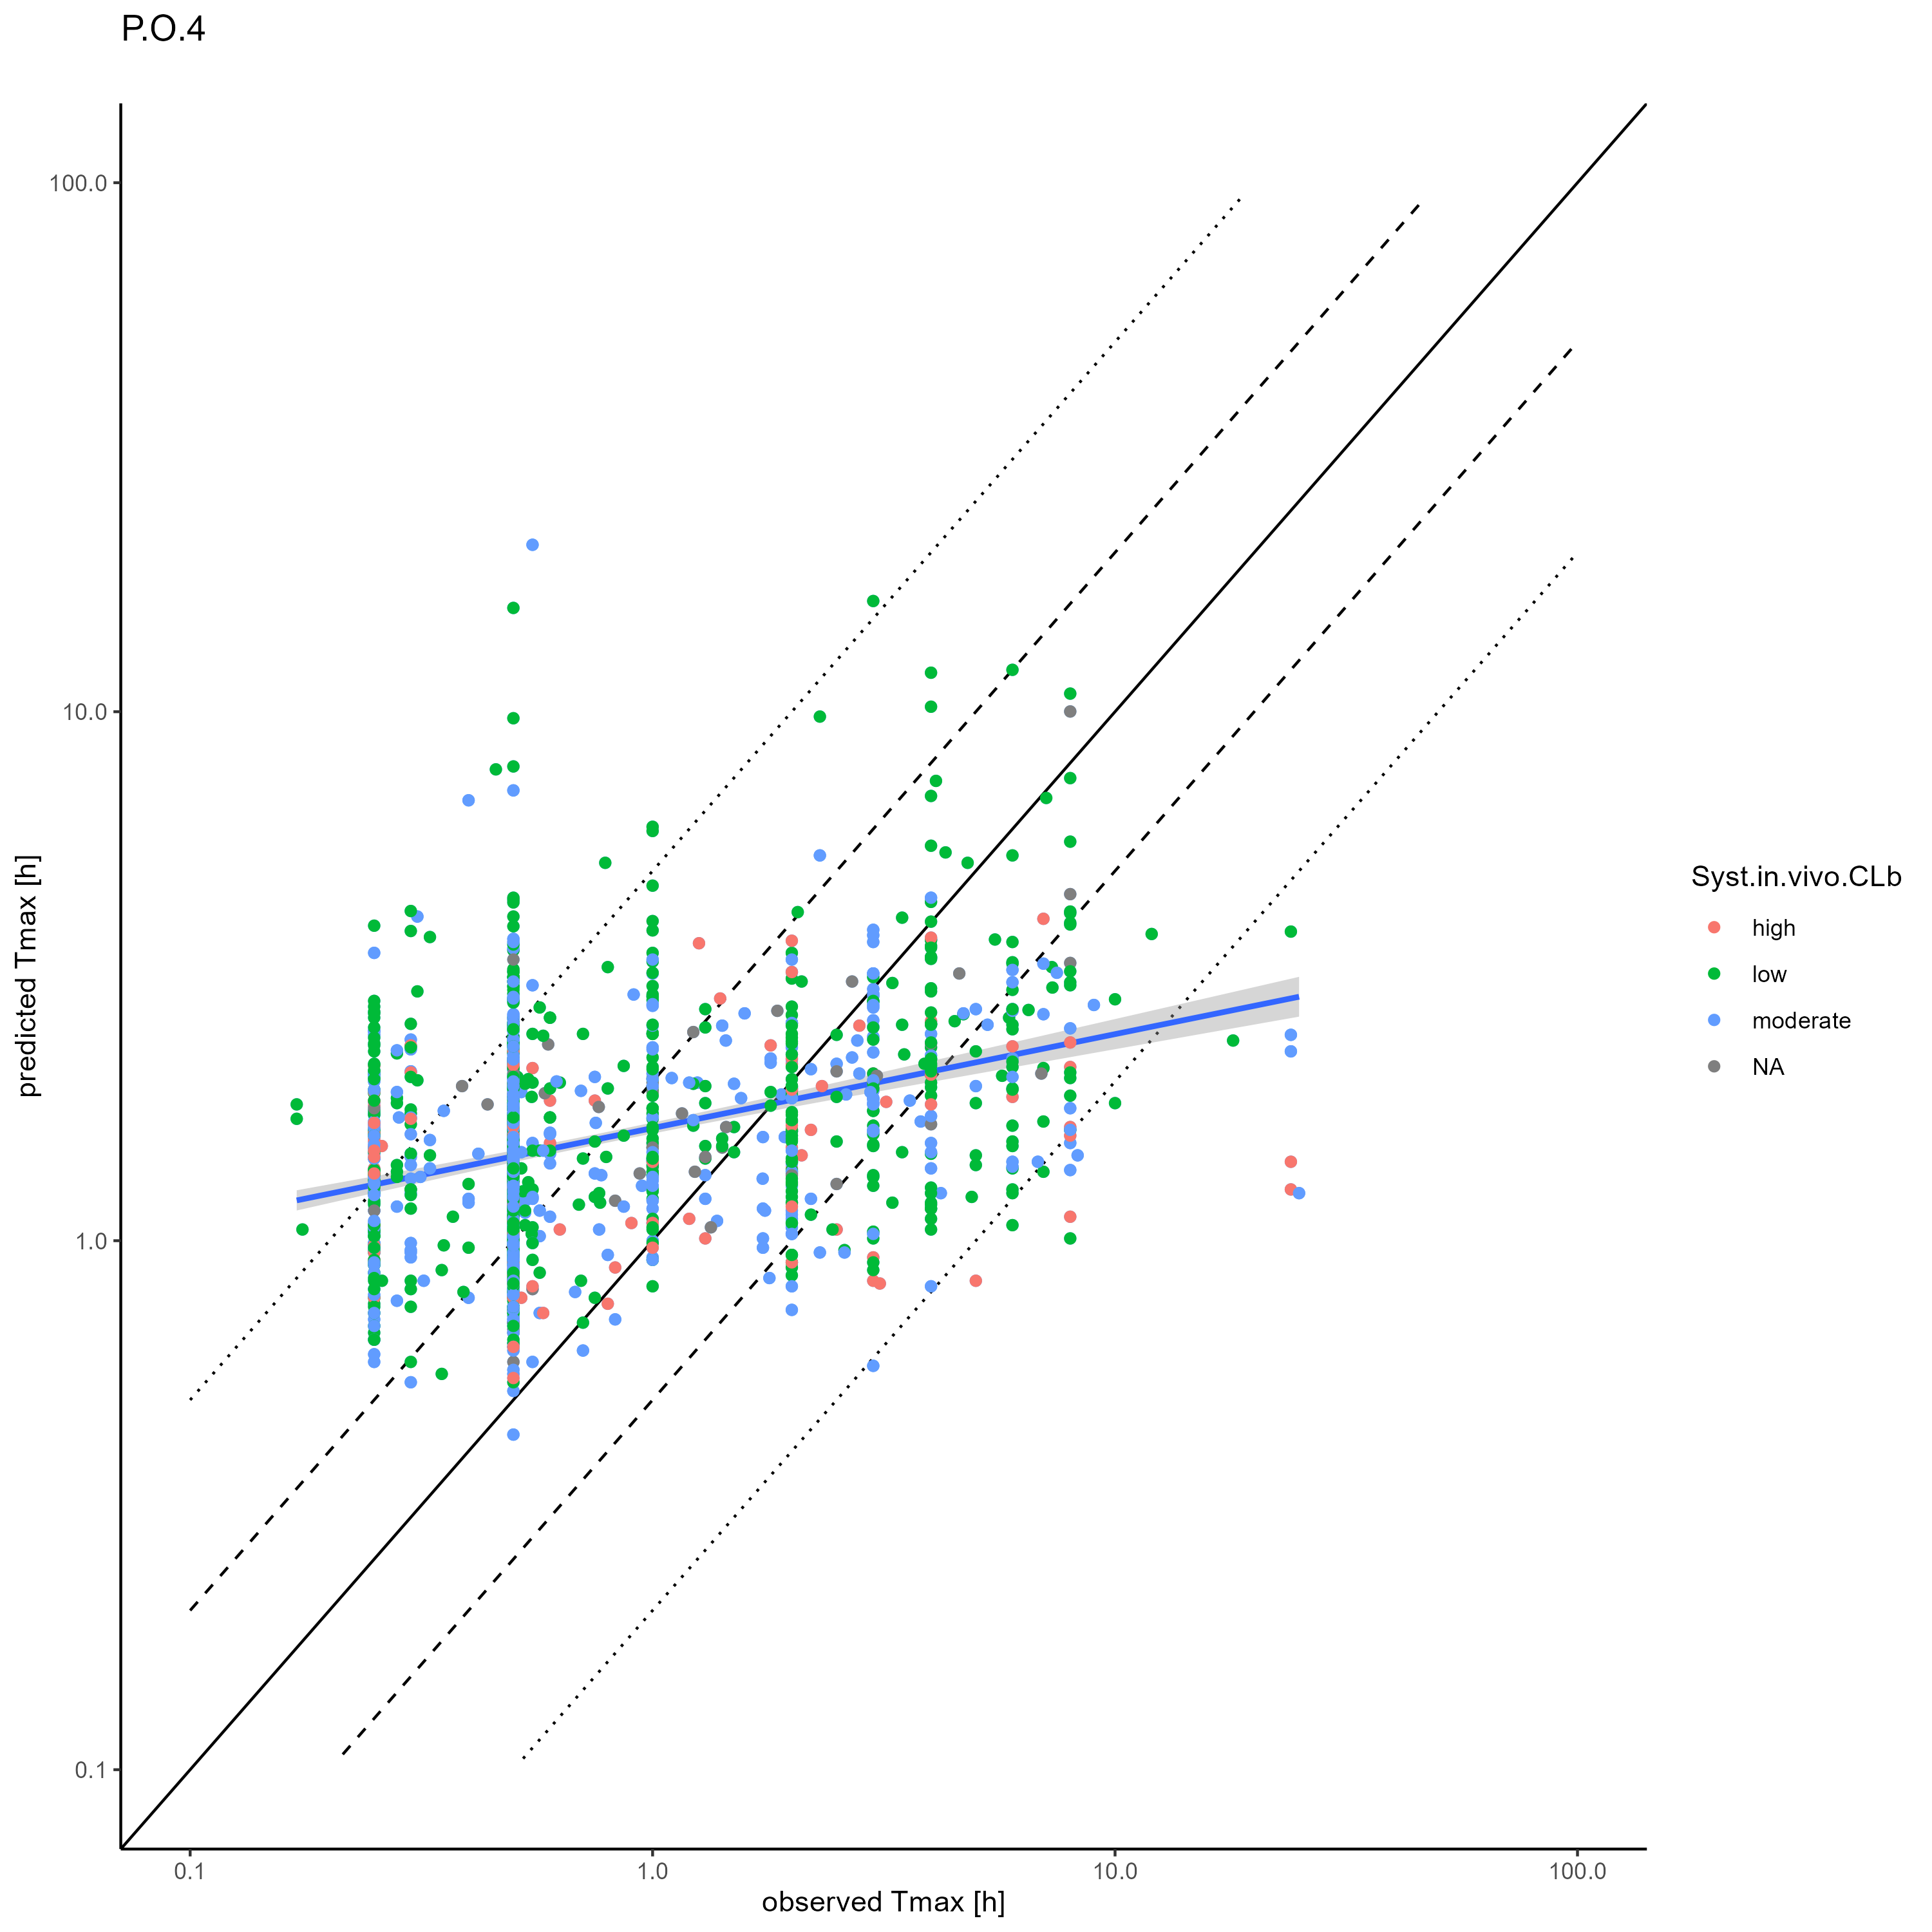 P.O.4
100.0
10.0
1.0
0.1
predicted Tmax [h]
0.1
1.0
10.0
100.0
observed Tmax [h]
Syst.in.vivo.CLb
high
low
moderate
NA